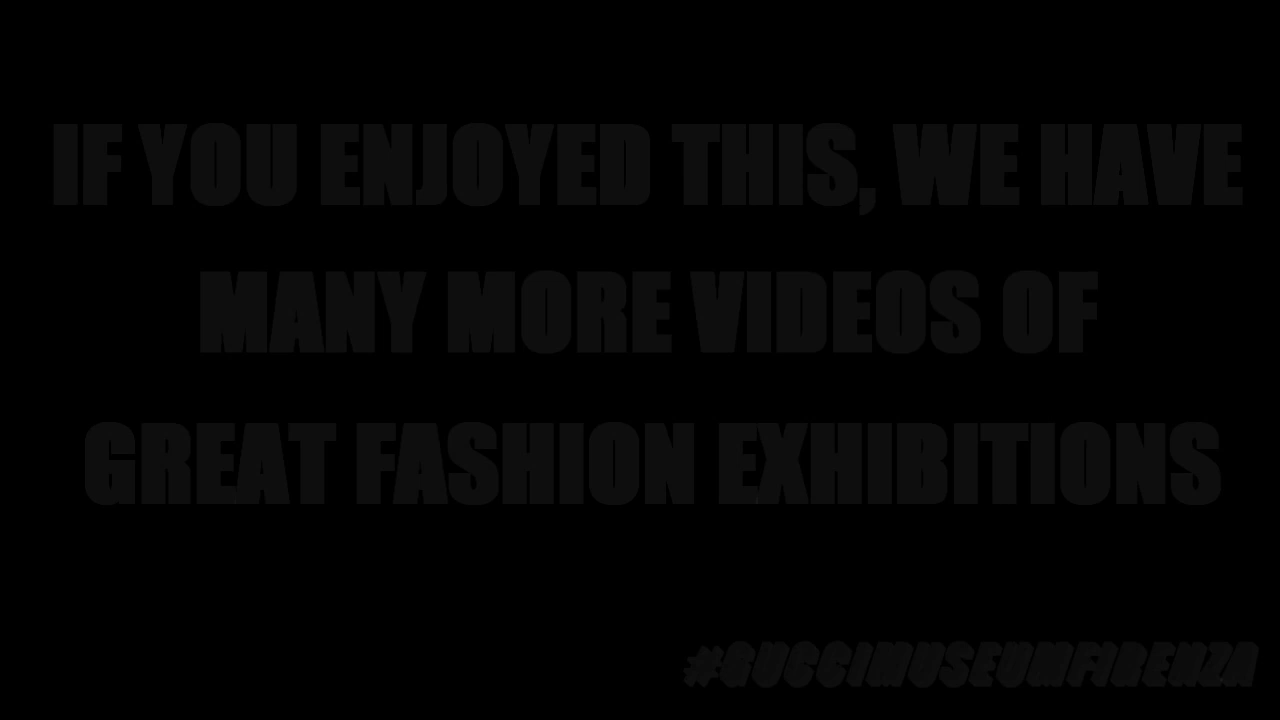 IF YOU ENJOYED THIS, WE HAVE
MANY MORE VIDEOS OF
GREAT FASHION EXHIBITIONS
#GUCCIMUSEUMFIRENZA